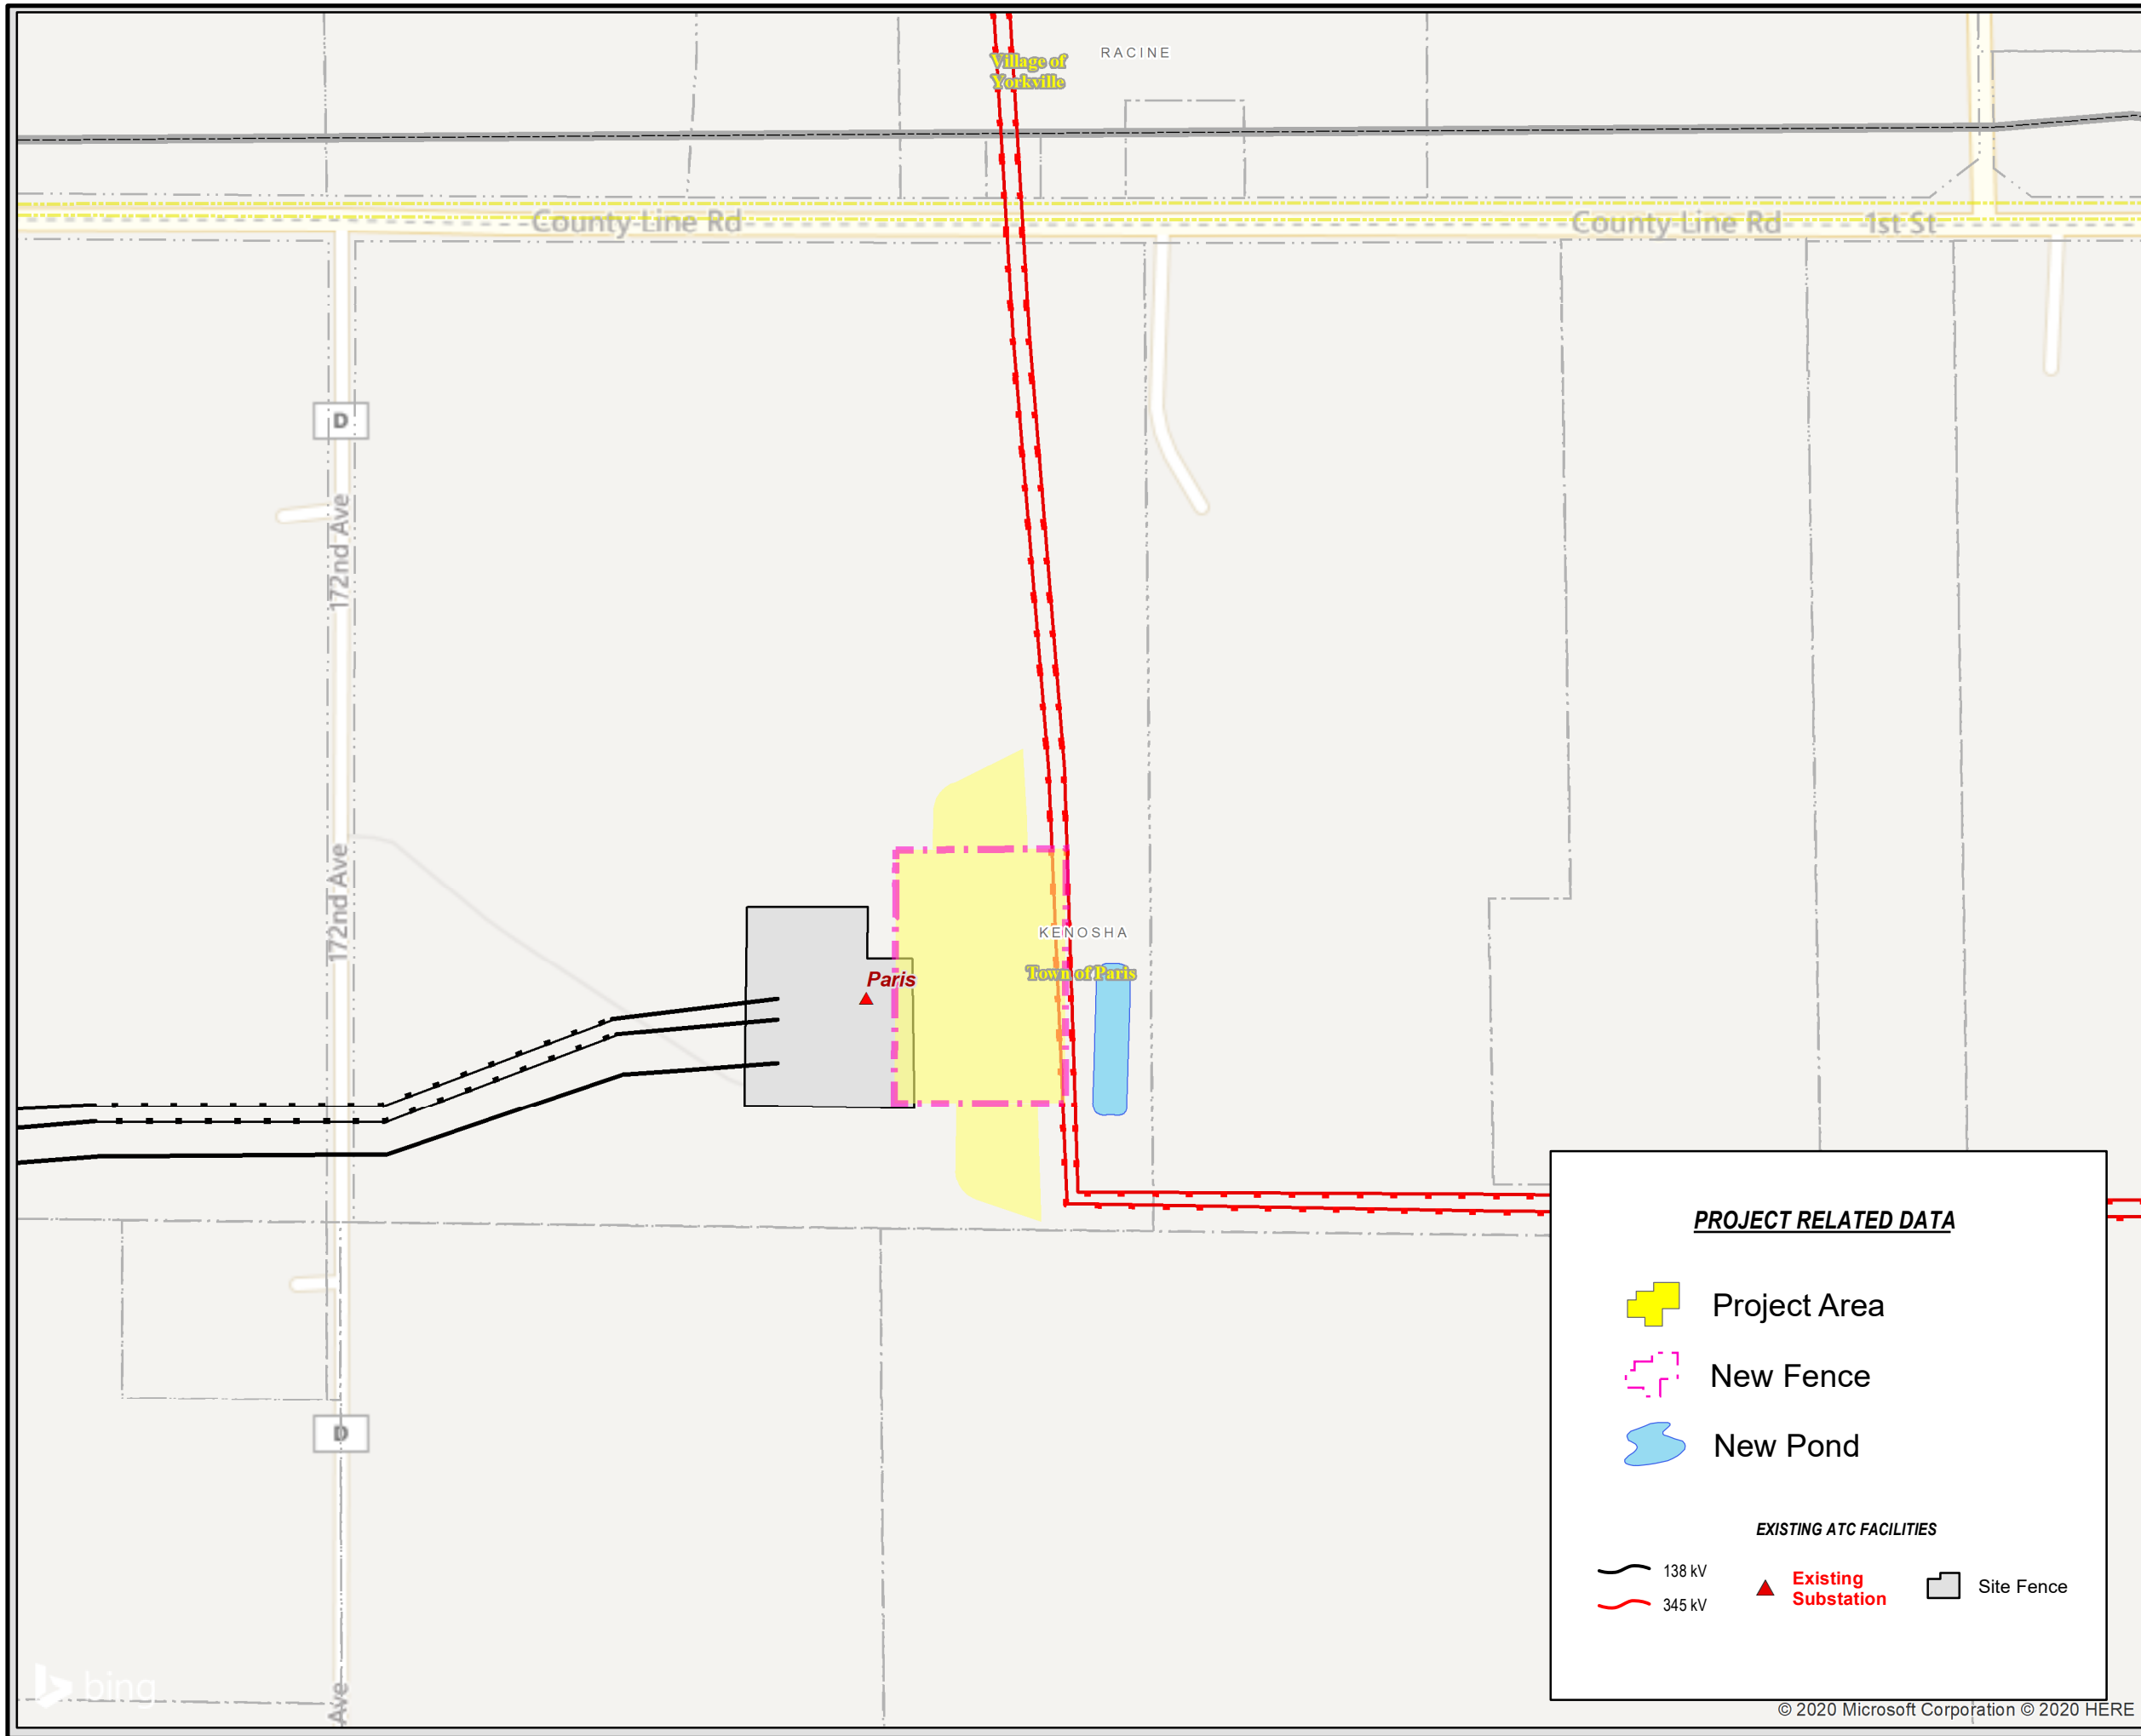 RACINE
Village of
Yorkville
County Line Rd
County Line Rd
1st St
D
172nd Ave
172nd Ave
KENOSHA
Paris
Town of Paris
D
Ave
PROJECT RELATED DATA
Project Area
New Fence
New Pond
EXISTING ATC FACILITIES
138 kV
345 kV
Existing
Substation
Site Fence
bing
© 2020 Microsoft Corporation © 2020 HERE